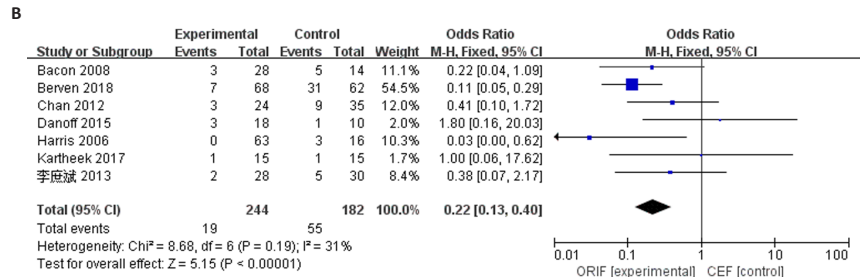 B
Experimental Control Odds Ratio Odds Ratio
Study or Subgroup Events Total Events Total Weight M-H, Fixed, 95% CI M-H, Fixed, 95% CI
Bacon 2008 3 28 5 14 11.1% 0.22 [0.04, 1.09]
Berven 2018 7 68 31 62 54.5% 0.11 [0.05, 0.29]
Chan 2012 3 24 9 35 12.0% 0.41 [0.10, 1.72]
Danoff 2015 3 18 1 10 2.0% 1.80 [0.16, 20.03]
Harris 2006 0 63 3 16 10.3% 0.03 [0.00, 0.62]
Kartheek 2017 1 15 1 15 1.7% 1.00 [0.06, 17.62]
李庶斌 2013 2 28 5 30 8.4% 0.38 [0.07, 2.17]
Total (95% CI) 244 182 100.0% 0.22 [0.13, 0.40]
Total events 19 55
Heterogeneity: Chi² = 8.68, df = 6 (P = 0.19); I² = 31%
Test for overall effect: Z = 5.15 (P < 0.00001)
0.01 0.1 1 10 100
ORIF [experimental] CEF [control]